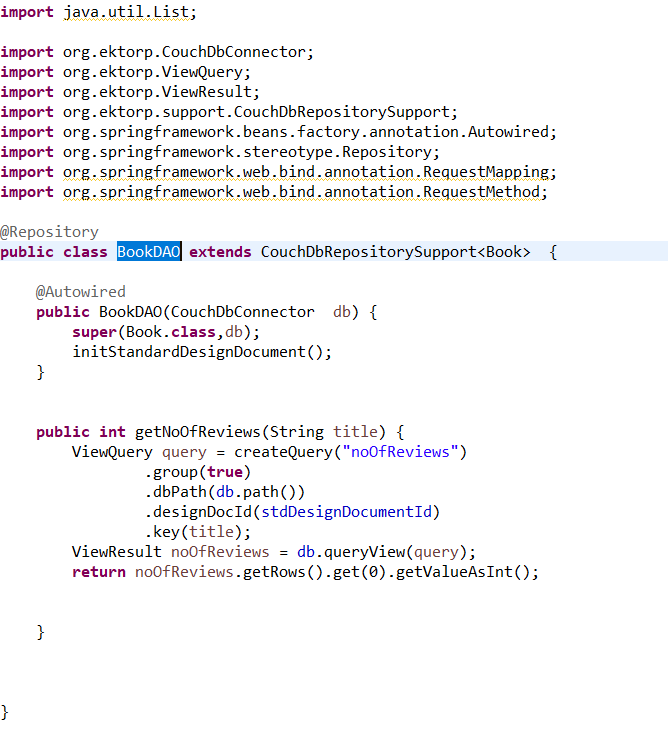 import java.util.List;
import org.ektorp.CouchDbConnector;
import org.ektorp.ViewQuery;
import org.ektorp.ViewResult;
import org.ektorp.support.CouchDbRepositorySupport;
import org.springframework.beans.factory.annotation.Autowired;
import org.springframework.stereotype.Repository;
import org.springframework.web.bind.annotation.RequestMapping;
import org.springframework.web.bind.annotation.RequestMethod;
@Repository
public class BookDAO extends CouchDbRepositorySupport<Book>  {
    @Autowired
    public BookDAO(CouchDbConnector  db) {
        super(Book.class,db);
        initStandardDesignDocument();
    }
    public int getNoOfReviews(String title) {
        ViewQuery query = createQuery("noOfReviews")
                .group(true)
                .dbPath(db.path())
                .designDocId(stdDesignDocumentId)
                .key(title);
        ViewResult noOfReviews = db.queryView(query);
        return noOfReviews.getRows().get(0).getValueAsInt();
    }
}